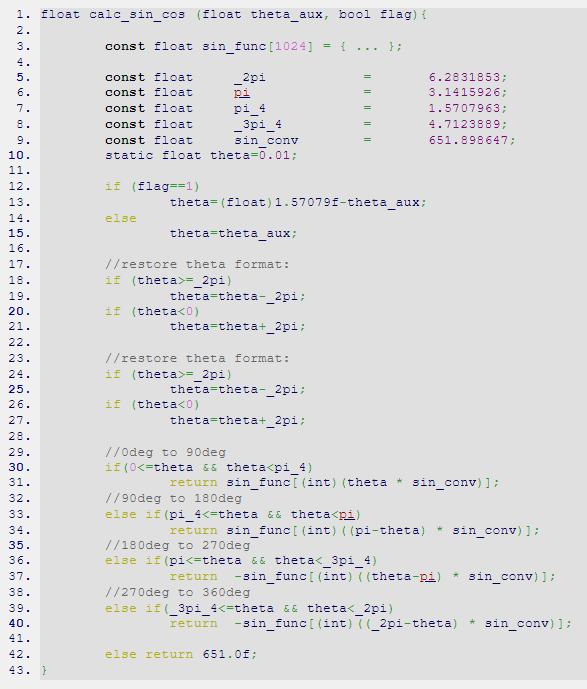 1. float calc_sin_cos (float theta_aux, bool flag){
2.
3. const float sin_func[1024] = { ... };
4.
5. const float _2pi = 6.2831853;
6. const float pi = 3.1415926;
7. const float pi_4 = 1.5707963;
8. const float _3pi_4 = 4.7123889;
9. const float sin_conv = 651.898647;
10. static float theta=0.01;
11.
12. if (flag==1)
13. theta=(float)1.57079f-theta_aux;
14. else
15. theta=theta_aux;
16.
17. //restore theta format:
18. if (theta>=_2pi)
19. theta=theta-_2pi;
20. if (theta<0)
21. theta=theta+_2pi;
22.
23. //restore theta format:
24. if (theta>=_2pi)
25. theta=theta-_2pi;
26. if (theta<0)
27. theta=theta+_2pi;
28.
29. //0deg to 90deg
30. if(0<=theta && theta<pi_4)
31. return sin_func[(int)(theta * sin_conv)];
32. //90deg to 180deg
33. else if(pi_4<=theta && theta<pi)
34. return sin_func[(int)((pi-theta) * sin_conv)];
35. //180deg to 270deg
36. else if(pi<=theta && theta<_3pi_4)
37. return -sin_func[(int)((theta-pi) * sin_conv)];
38. //270deg to 360deg
39. else if(_3pi_4<=theta && theta<_2pi)
40. return -sin_func[(int)((_2pi-theta) * sin_conv)];
41.
42. else return 651.0f;
43. }